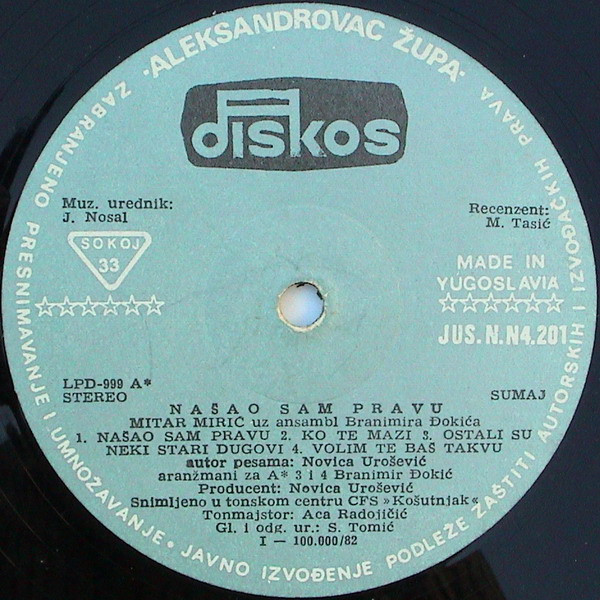 ·ALEKSANDROVAC ŽUPA·
diskos
Muz. urednik:
J. Nosal
Recenzent:
M. Tasić
SOKOJ
33
MADE IN
YUGOSLAVIA
JUS.N.N4.201
LPD-999 A*
STEREO
SUMAJ
NAŠAO SAM PRAVU
MITAR MIRIĆ uz ansambl Branimira Đokića
1. NAŠAO SAM PRAVU 2. KO TE MAZI 3. OSTALI SU
NEKI STARI DUGOVI 4. VOLIM TE BAŠ TAKVU
autor pesama: Novica Urošević
aranžmani za A* 3 i 4 Branimir Đokić
Producent: Novica Urošević
Snimljeno u tonskom centru CFS »Košutnjak«
Tonmajstor: Aca Radojičić
Gl. i odg. ur.: S. Tomić
I — 100.000/82
ZABRANJENO PRESNIMAVANJE I UMNOŽAVANJE • JAVNO IZVOĐENJE PODLEŽE ZAŠTITI AUTORSKIH I IZVOĐAČKIH PRAVA